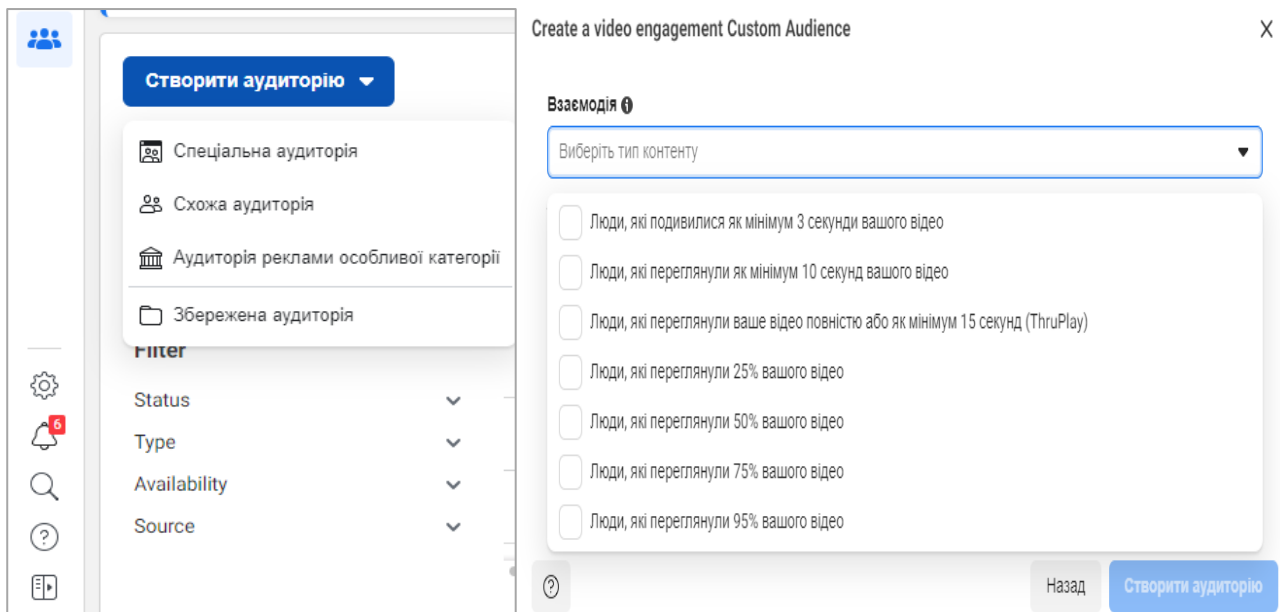 Створити аудиторію
Спеціальна аудиторія
Схожа аудиторія
Аудиторія реклами особливої категорії
Збережена аудиторія
Filter
Status
Type
Availability
Source
6
Create a video engagement Custom Audience
X
Взаємодія
Виберіть тип контенту
Люди, які подивилися як мінімум 3 секунди вашого відео
Люди, які переглянули як мінімум 10 секунд вашого відео
Люди, які переглянули ваше відео повністю або як мінімум 15 секунд (ThruPlay)
Люди, які переглянули 25% вашого відео
Люди, які переглянули 50% вашого відео
Люди, які переглянули 75% вашого відео
Люди, які переглянули 95% вашого відео
Назад
Створити аудиторію